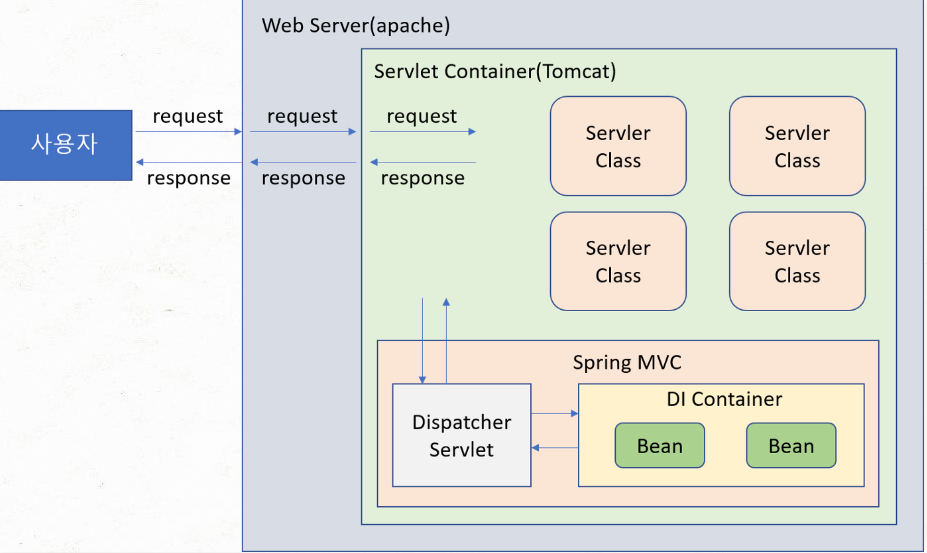 Web Server(apache)
Servlet Container(Tomcat)
사용자
request
request
request
response
response
response
Servler
Class
Servler
Class
Servler
Class
Servler
Class
Spring MVC
Dispatcher
Servlet
DI Container
Bean
Bean